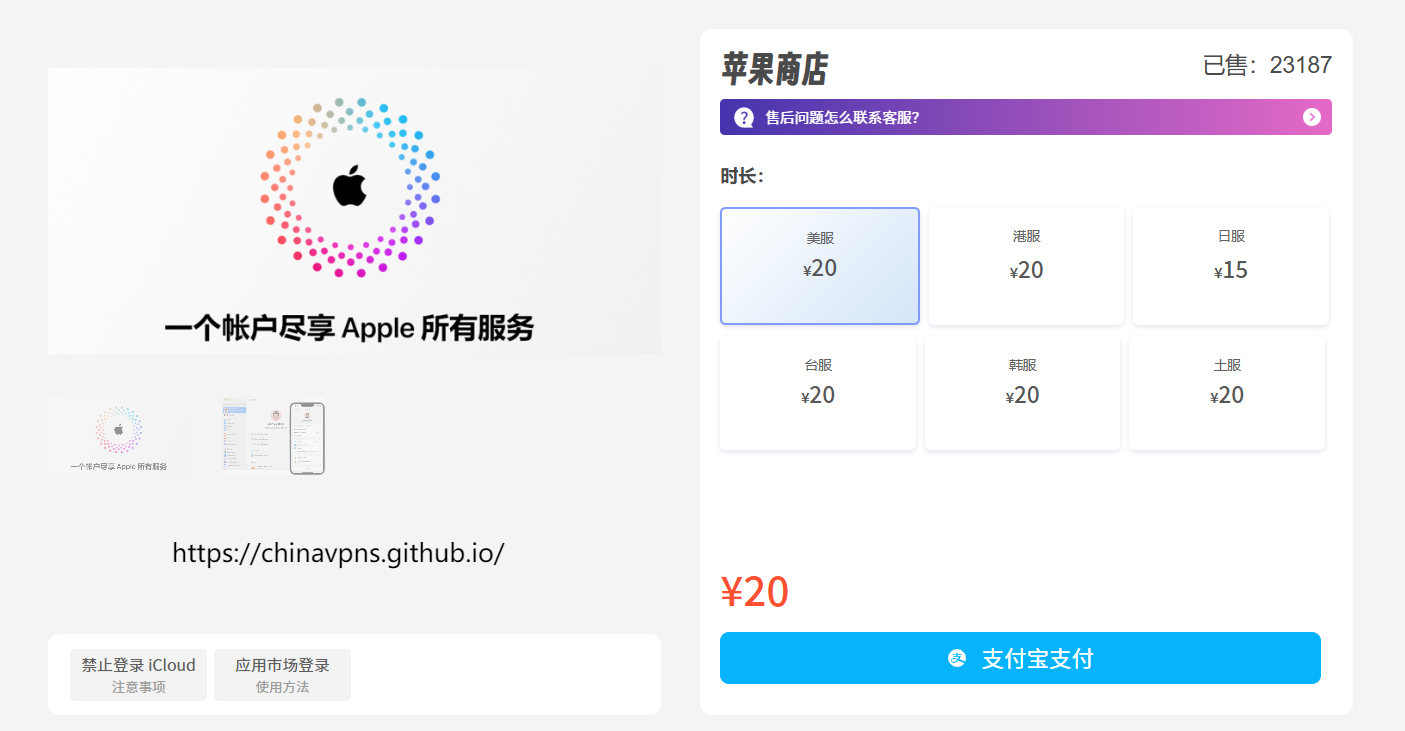 一个帐户尽享 Apple 所有服务
一个帐户尽享 Apple 所有服务
https://chinavpns.github.io/
禁止登录 iCloud
注意事项
应用市场登录
使用方法
苹果商店
已售：23187
售后问题怎么联系客服?
时长：
美服
¥20
港服
¥20
日服
¥15
台服
¥20
韩服
¥20
土服
¥20
¥20
支付宝支付